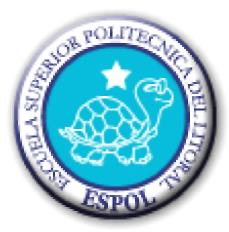 ESCUELA SUPERIOR POLITECNICA DEL LITORAL
ESPOL